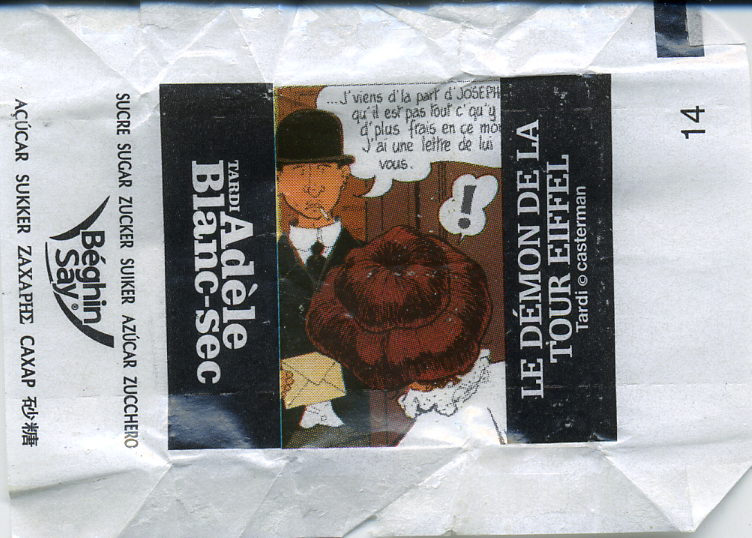 SUCRE SUGAR ZUCKER SUIKER AZÚCAR ZUCCHERO
AÇÚCAR SUKKER ΖΑΧΑΡΗΣ САХАР 砂糖
Béghin
Say®
TARDI
Adèle
Blanc-sec
...J'viens d'la part d'JOSEPH
qu'il est pas tout c'qu'y
d'plus frais en ce mo
J'ai une lettre de lui
vous.
!
LE DÉMON DE LA
TOUR EIFFEL
Tardi © casterman
14